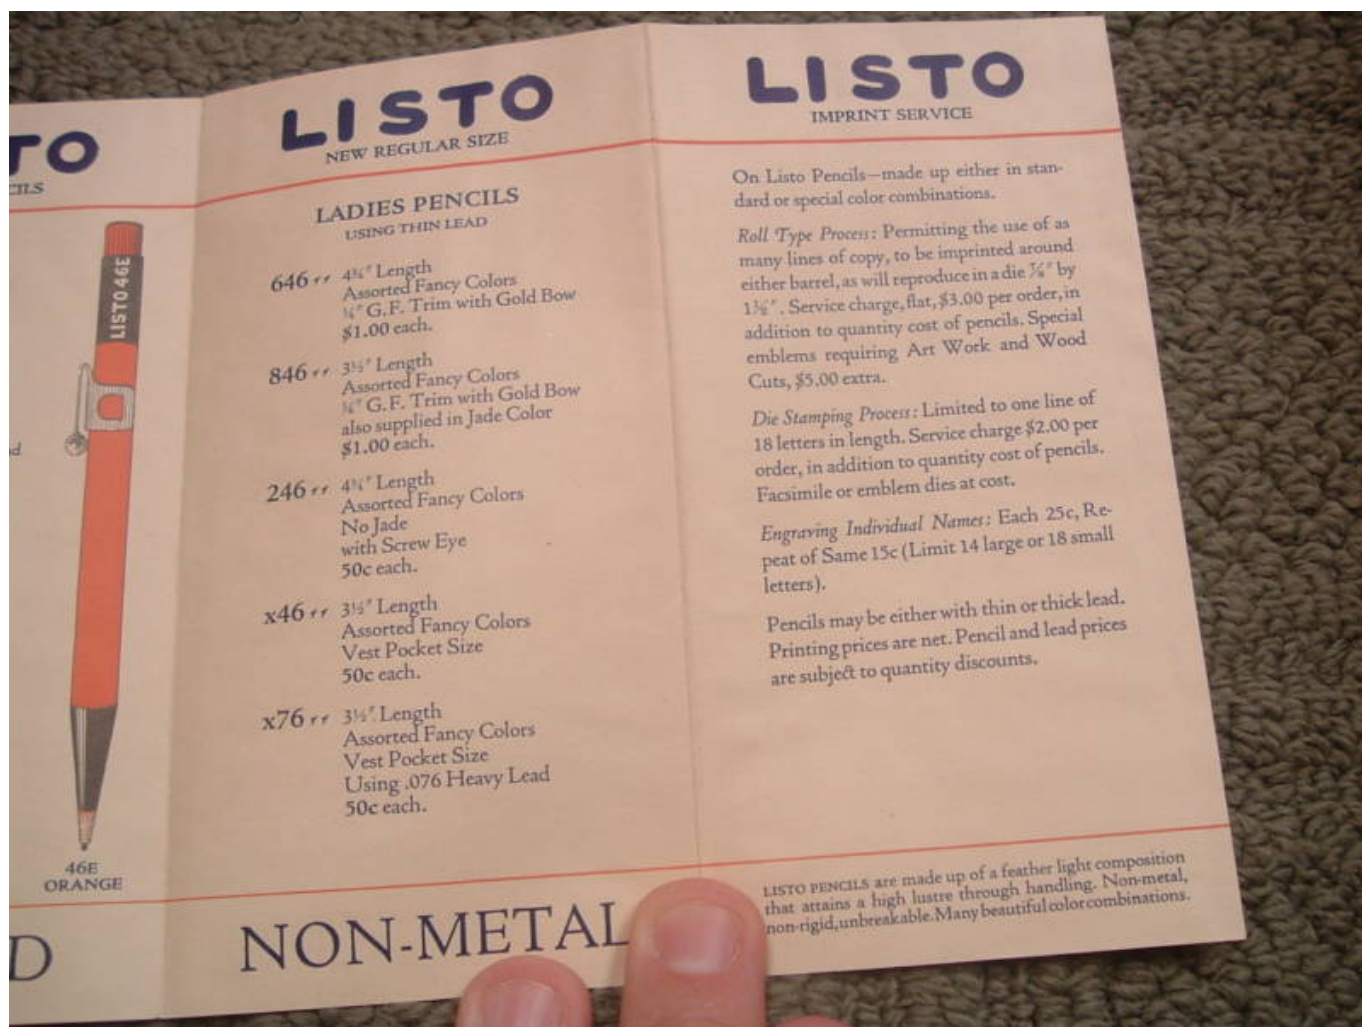 TO
CILS
d
LISTO 46E
46E
ORANGE
D
LISTO
NEW REGULAR SIZE
LADIES PENCILS
USING THIN LEAD
646 4¾" Length
Assorted Fancy Colors
¼" G.F. Trim with Gold Bow
$1.00 each.
846 3½" Length
Assorted Fancy Colors
¼" G.F. Trim with Gold Bow
also supplied in Jade Color
$1.00 each.
246 4¾" Length
Assorted Fancy Colors
No Jade
with Screw Eye
50c each.
x46 3½" Length
Assorted Fancy Colors
Vest Pocket Size
50c each.
x76 3½" Length
Assorted Fancy Colors
Vest Pocket Size
Using .076 Heavy Lead
50c each.
NON-METAL
LISTO
IMPRINT SERVICE
On Listo Pencils—made up either in stan-
dard or special color combinations.
Roll Type Process: Permitting the use of as
many lines of copy, to be imprinted around
either barrel, as will reproduce in a die ⅞" by
Service charge, flat, $3.00 per order, in
addition to quantity cost of pencils. Special
emblems requiring Art Work and Wood
Cuts, $5.00 extra.
Die Stamping Process: Limited to one line of
18 letters in length. Service charge $2.00 per
order, in addition to quantity cost of pencils.
Facsimile or emblem dies at cost.
Engraving Individual Names: Each 25c, Re-
peat of Same 15c (Limit 14 large or 18 small
letters).
Pencils may be either with thin or thick lead.
Printing prices are net. Pencil and lead prices
are subject to quantity discounts.
LISTO PENCILS are made up of a feather light composition
that attains a high lustre through handling. Non-metal,
non-rigid, unbreakable. Many beautiful color combinations.